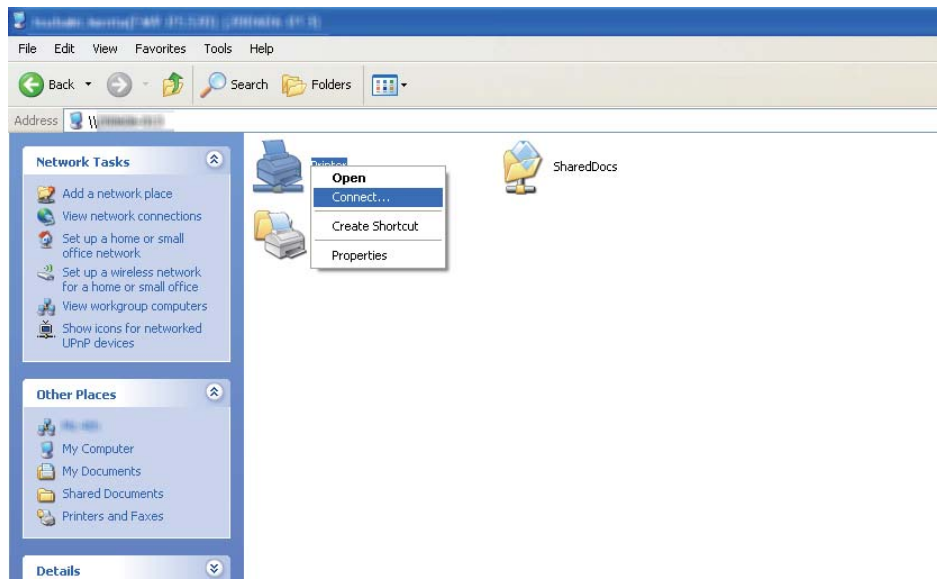 File Edit View Favorites Tools Help
Back Search Folders
Address \\
Network Tasks
Add a network place
View network connections
Set up a home or small
office network
Set up a wireless network
for a home or small office
View workgroup computers
Show icons for networked
UPnP devices
Other Places
My Computer
My Documents
Shared Documents
Printers and Faxes
Details
Printer
Open
Connect...
Create Shortcut
Properties
SharedDocs